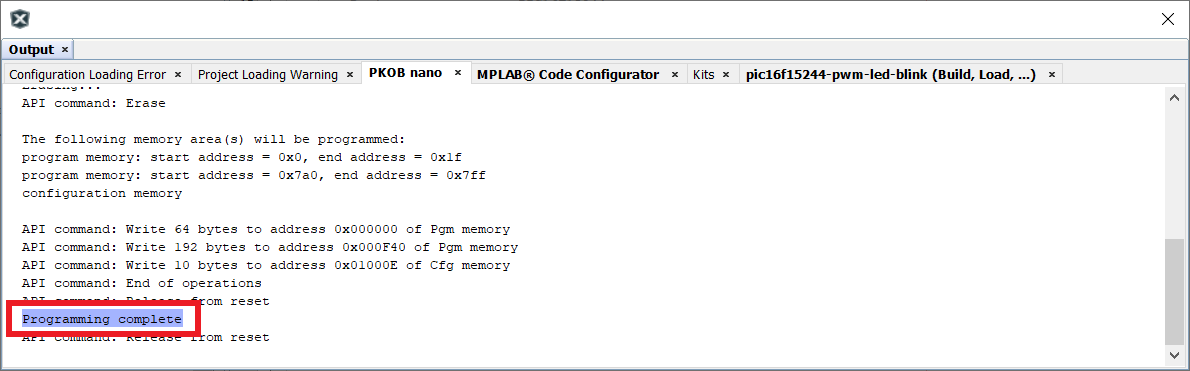 Output ×
Configuration Loading Error × Project Loading Warning × PKOB nano × MPLAB® Code Configurator × Kits × pic16f15244-pwm-led-blink (Build, Load, ...) ×
Erasing...
API command: Erase
The following memory area(s) will be programmed:
program memory: start address = 0x0, end address = 0x1f
program memory: start address = 0x7a0, end address = 0x7ff
configuration memory
API command: Write 64 bytes to address 0x000000 of Pgm memory
API command: Write 192 bytes to address 0x000F40 of Pgm memory
API command: Write 10 bytes to address 0x01000E of Cfg memory
API command: End of operations
API command: Release from reset
Programming complete
API command: Release from reset